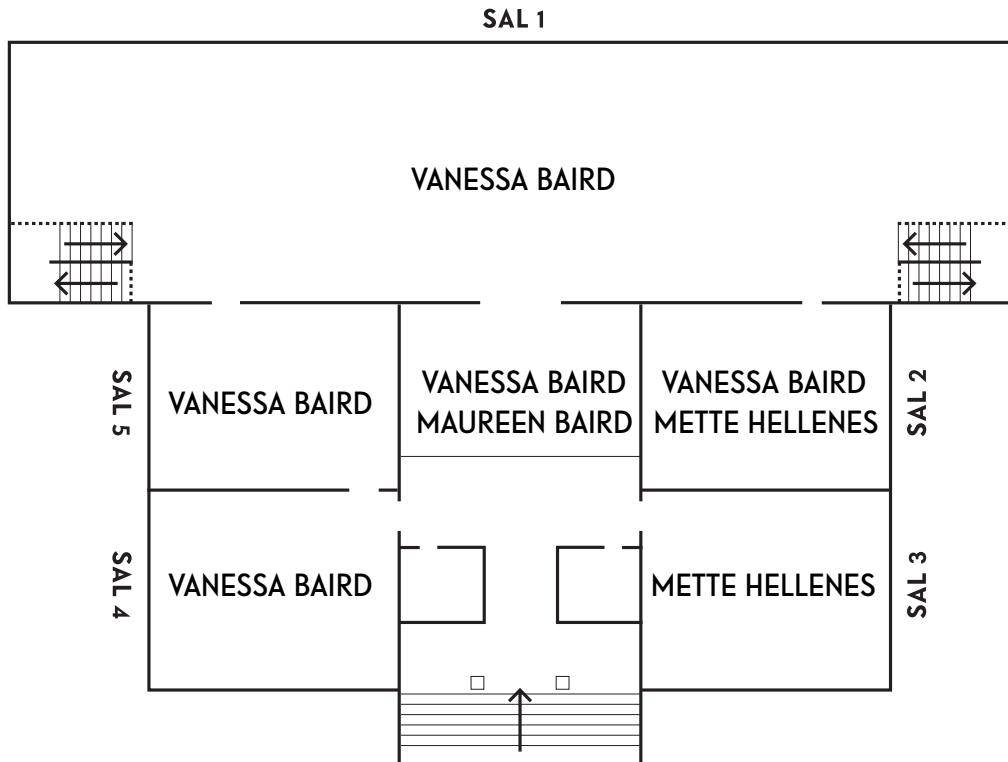 SAL 1
VANESSA BAIRD
SAL 5
VANESSA BAIRD
VANESSA BAIRD
MAUREEN BAIRD
VANESSA BAIRD
METTE HELLENES
SAL 2
SAL 4
VANESSA BAIRD
METTE HELLENES
SAL 3